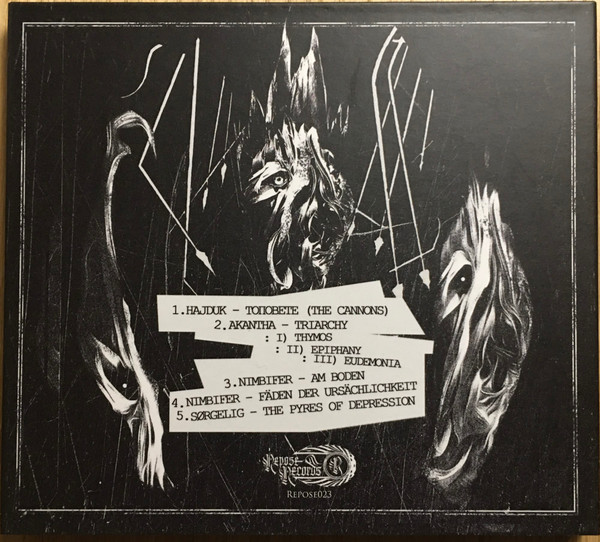 1.HAJDUK - ТОПОВЕТЕ (THE CANNONS)
2.AKANTHA - TRIARCHY
: I) THYMOS
: II) EPIPHANY
: III) EUDEMONIA
3.NIMBIFER - AM BODEN
4.NIMBIFER - FÄDEN DER URSÄCHLICHKEIT
5.SØRGELIG - THE PYRES OF DEPRESSION
Repose
Records
R
REPOSE023